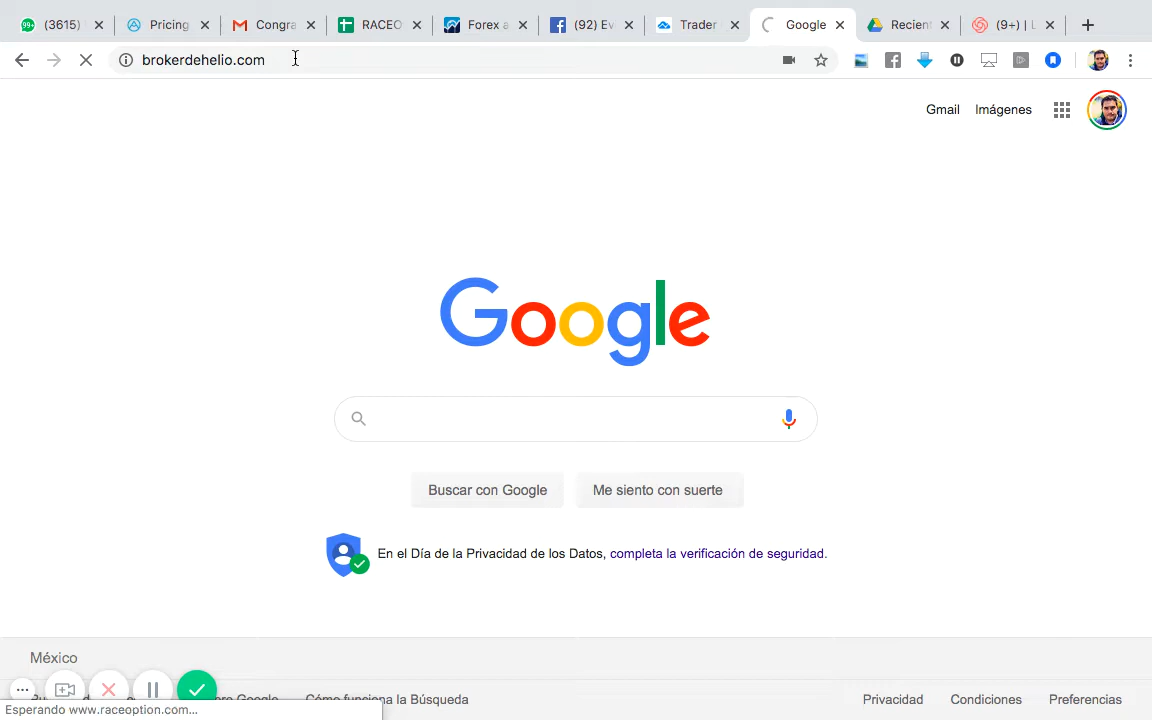 99+ (3615) Pricing Congra RACEO Forex a (92) Ev Trader Google Recient (9+) | L
brokerdehelio.com
Gmail Imágenes
Google
Buscar con Google Me siento con suerte
En el Día de la Privacidad de los Datos, completa la verificación de seguridad.
México
Cómo funciona la Búsqueda Privacidad Condiciones Preferencias
Esperando www.raceoption.com...